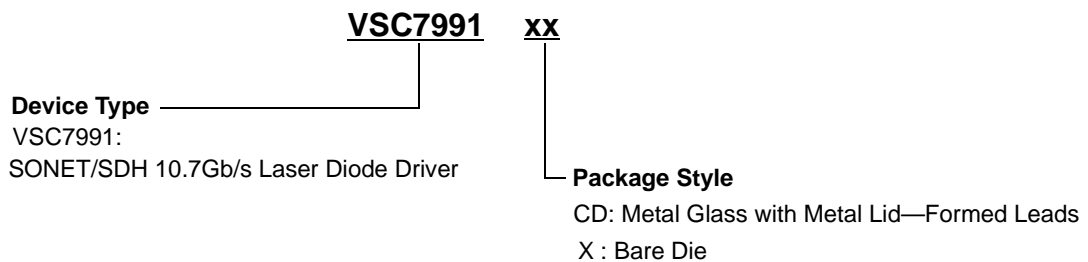 VSC7991 xx
Device Type
VSC7991:
SONET/SDH 10.7Gb/s Laser Diode Driver
Package Style
CD: Metal Glass with Metal Lid—Formed Leads
X : Bare Die